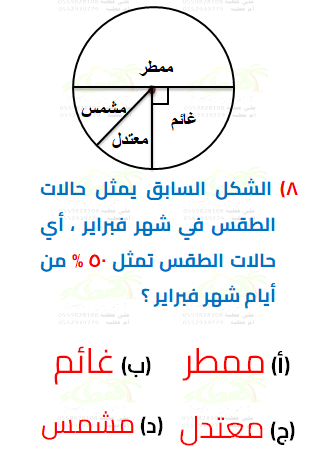 ممطر
مشمس
غائم
معتدل
٨) الشكل السابق يمثل حالات
الطقس في شهر فبراير ، أي
حالات الطقس تمثل ٥٠ % من
أيام شهر فبراير ؟
(أ) ممطر (ب) غائم
(ج) معتدل (د) مشمس